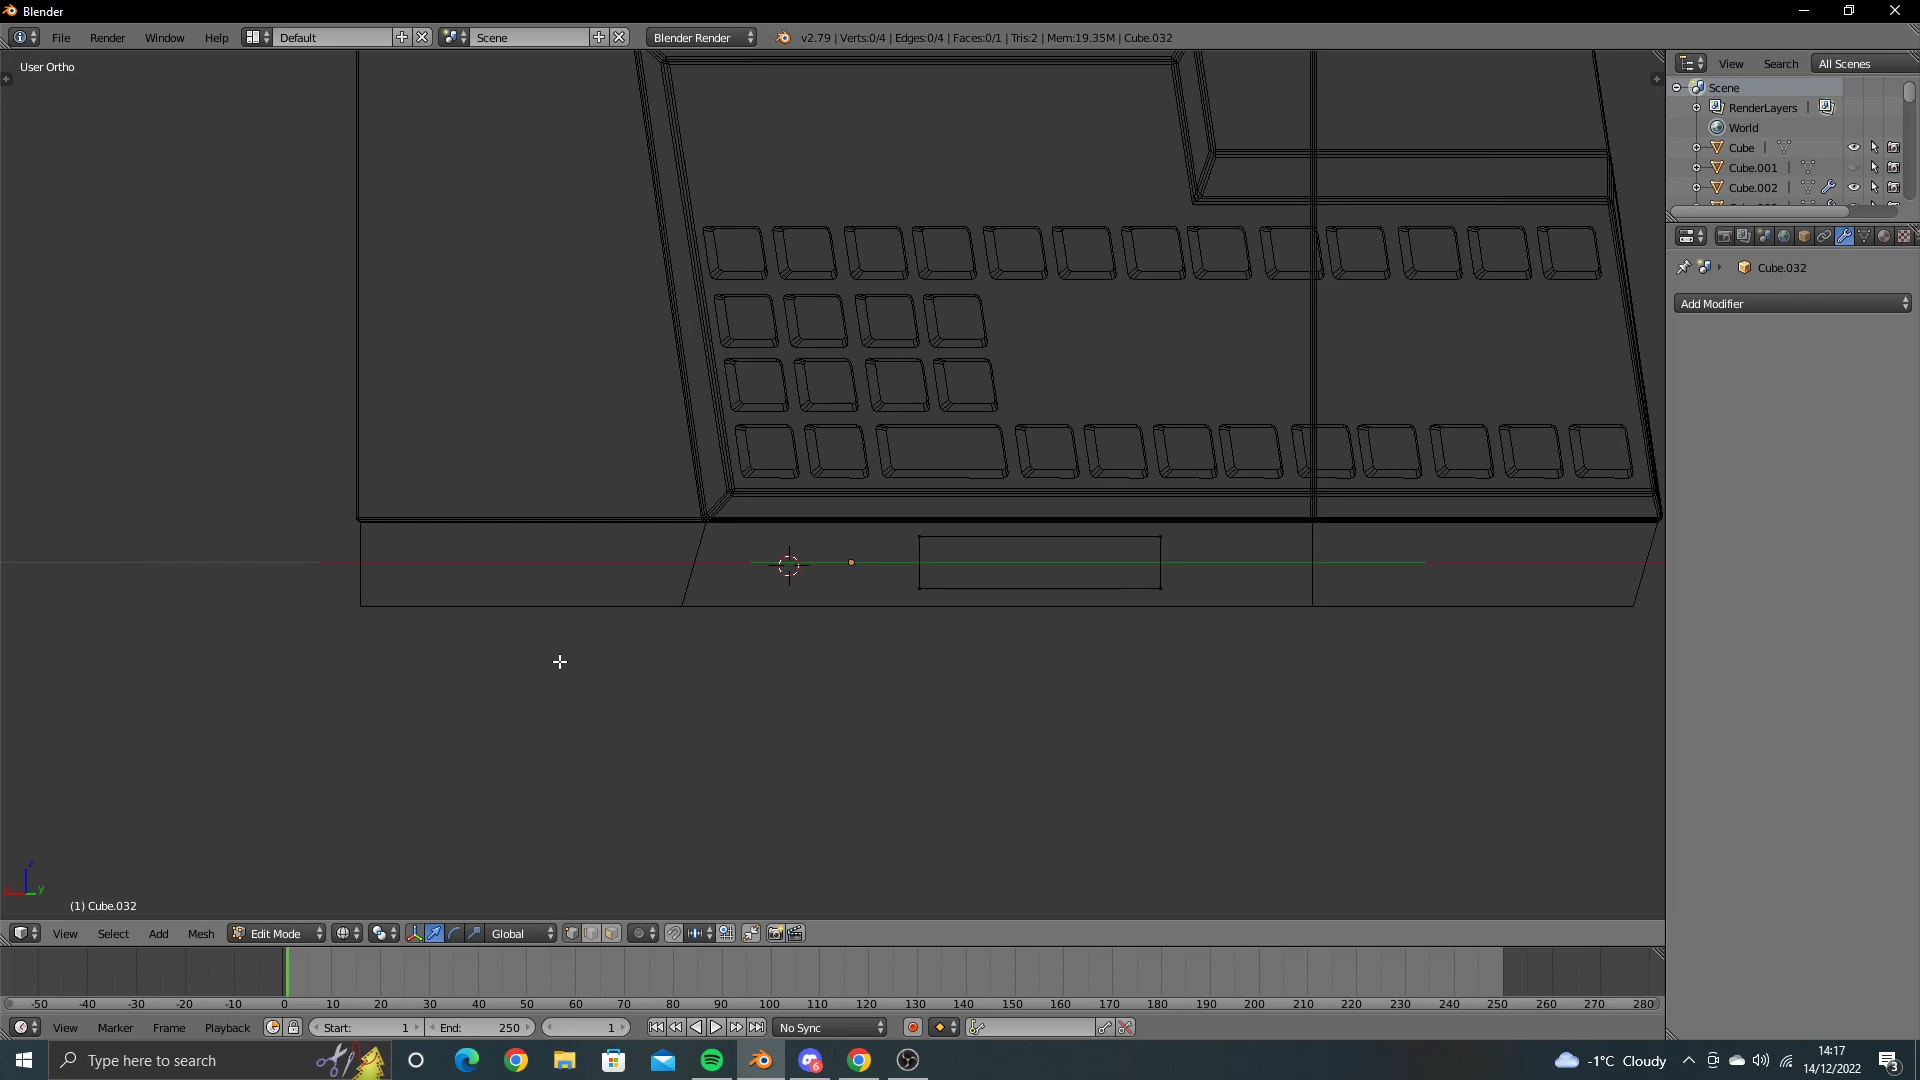 Blender
File Render Window Help Default Scene Blender Render v2.79 | Verts:0/4 | Edges:0/4 | Faces:0/1 | Tris:2 | Mem:19.35M | Cube.032
User Ortho
View Search All Scenes
Scene
RenderLayers
World
Cube
Cube.001
Cube.002
Cube.032
Add Modifier
z
y
(1) Cube.032
View Select Add Mesh Edit Mode Global
-50 -40 -30 -20 -10 0 10 20 30 40 50 60 70 80 90 100 110 120 130 140 150 160 170 180 190 200 210 220 230 240 250 260 270 280
View Marker Frame Playback Start: 1 End: 250 1 No Sync
Type here to search
6
-1°C Cloudy
14:17
14/12/2022
3